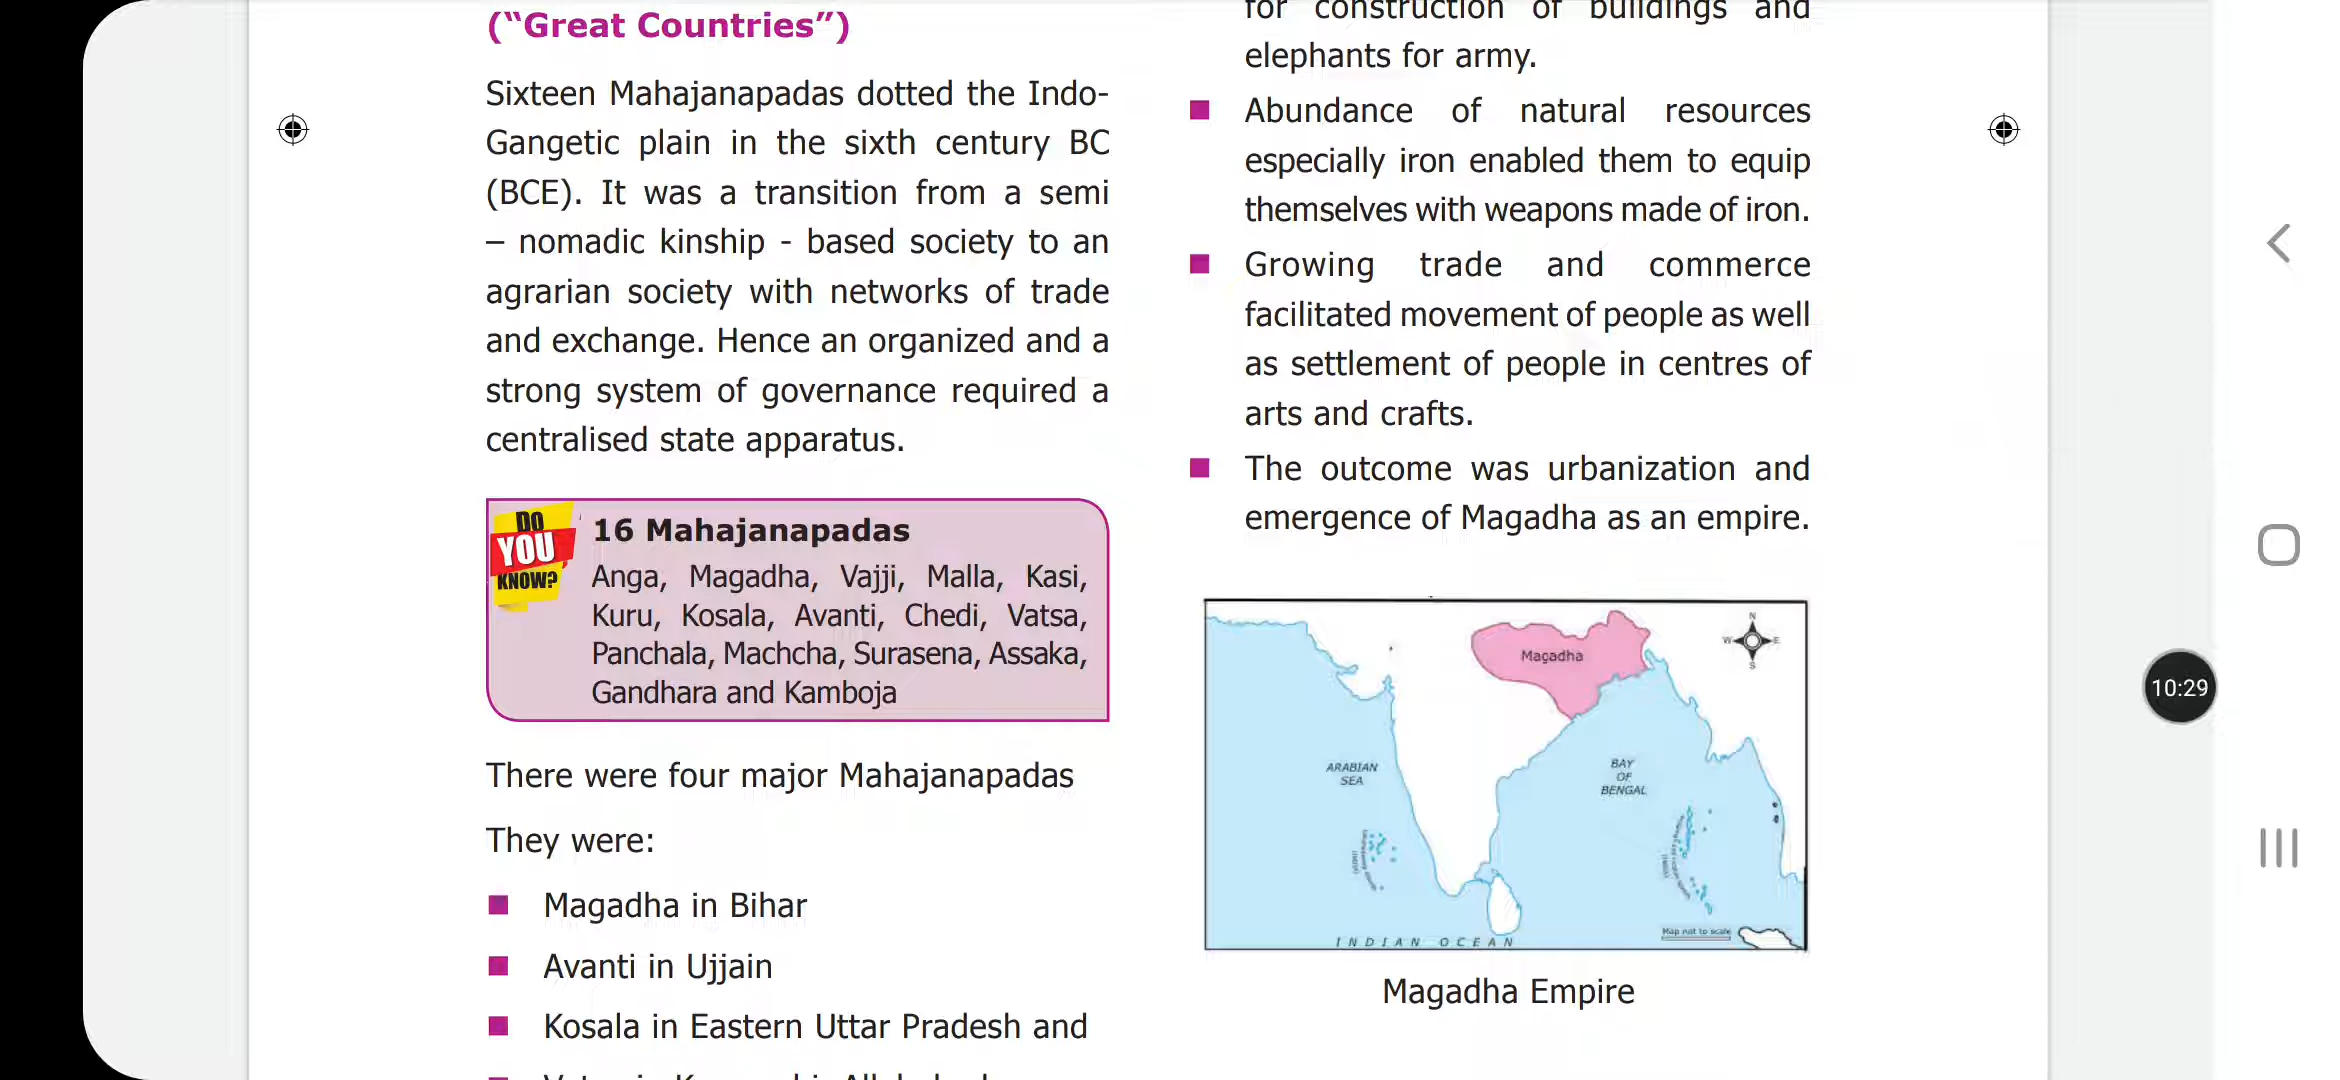 ("Great Countries")
Sixteen Mahajanapadas dotted the Indo-
Gangetic plain in the sixth century BC
(BCE). It was a transition from a semi
– nomadic kinship - based society to an
agrarian society with networks of trade
and exchange. Hence an organized and a
strong system of governance required a
centralised state apparatus.
DO
YOU
KNOW?
16 Mahajanapadas
Anga, Magadha, Vajji, Malla, Kasi,
Kuru, Kosala, Avanti, Chedi, Vatsa,
Panchala, Machcha, Surasena, Assaka,
Gandhara and Kamboja
There were four major Mahajanapadas
They were:
Magadha in Bihar
Avanti in Ujjain
Kosala in Eastern Uttar Pradesh and
for construction of buildings and
elephants for army.
Abundance of natural resources
especially iron enabled them to equip
themselves with weapons made of iron.
Growing trade and commerce
facilitated movement of people as well
as settlement of people in centres of
arts and crafts.
The outcome was urbanization and
emergence of Magadha as an empire.
Magadha
N
W E
S
ARABIAN
SEA
BAY
OF
BENGAL
INDIAN OCEAN
Map not to scale
Magadha Empire
10:29